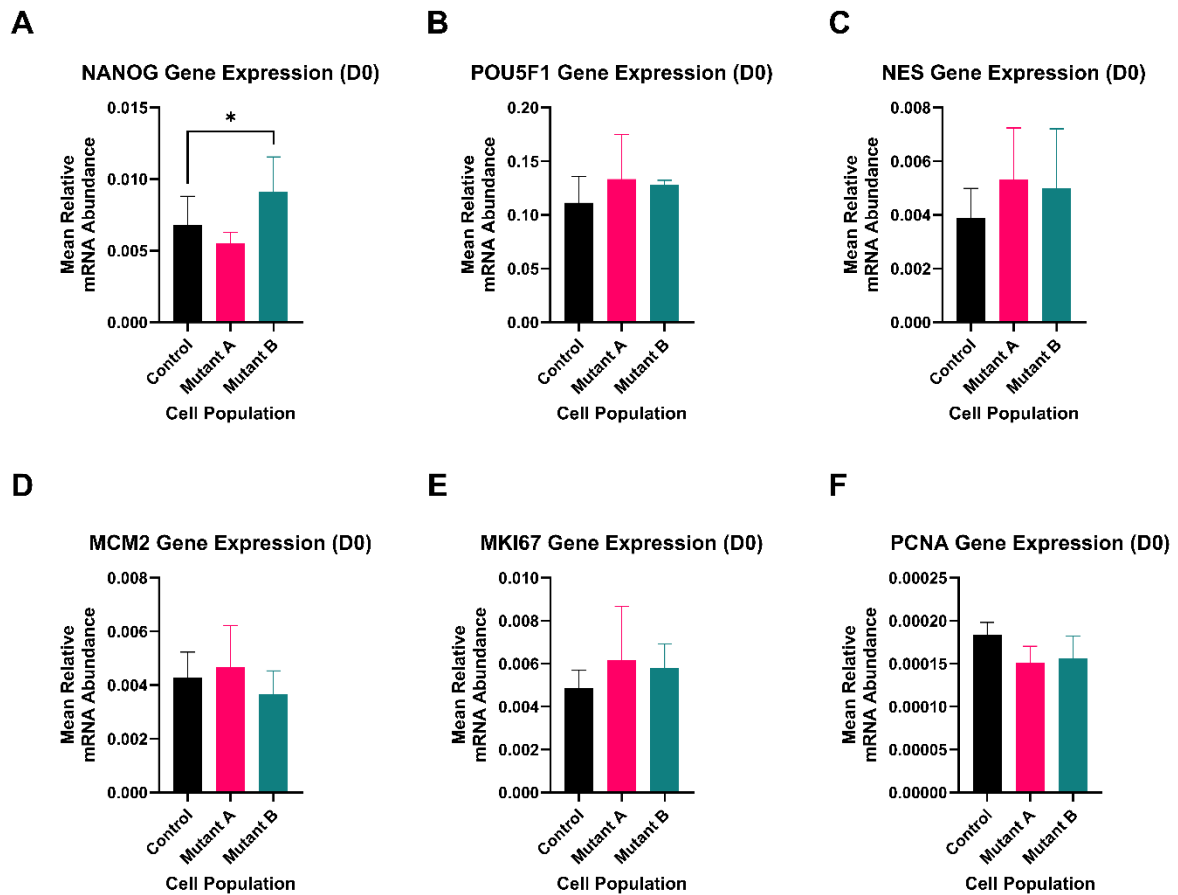 A
NANOG Gene Expression (D0)
Mean Relative
mRNA Abundance
0.015
0.010
0.005
0.000
*
Control
Mutant A
Mutant B
Cell Population
B
POU5F1 Gene Expression (D0)
Mean Relative
mRNA Abundance
0.20
0.15
0.10
0.05
0.00
Control
Mutant A
Mutant B
Cell Population
C
NES Gene Expression (D0)
Mean Relative
mRNA Abundance
0.008
0.006
0.004
0.002
0.000
Control
Mutant A
Mutant B
Cell Population
D
MCM2 Gene Expression (D0)
Mean Relative
mRNA Abundance
0.008
0.006
0.004
0.002
0.000
Control
Mutant A
Mutant B
Cell Population
E
MKI67 Gene Expression (D0)
Mean Relative
mRNA Abundance
0.010
0.008
0.006
0.004
0.002
0.000
Control
Mutant A
Mutant B
Cell Population
F
PCNA Gene Expression (D0)
Mean Relative
mRNA Abundance
0.00025
0.00020
0.00015
0.00010
0.00005
0.00000
Control
Mutant A
Mutant B
Cell Population